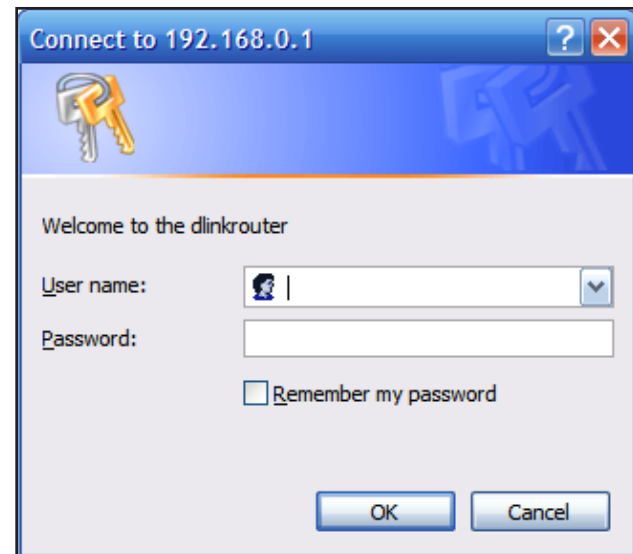 Connect to 192.168.0.1
Welcome to the dlinkrouter
User name:
Password:
Remember my password
OK
Cancel